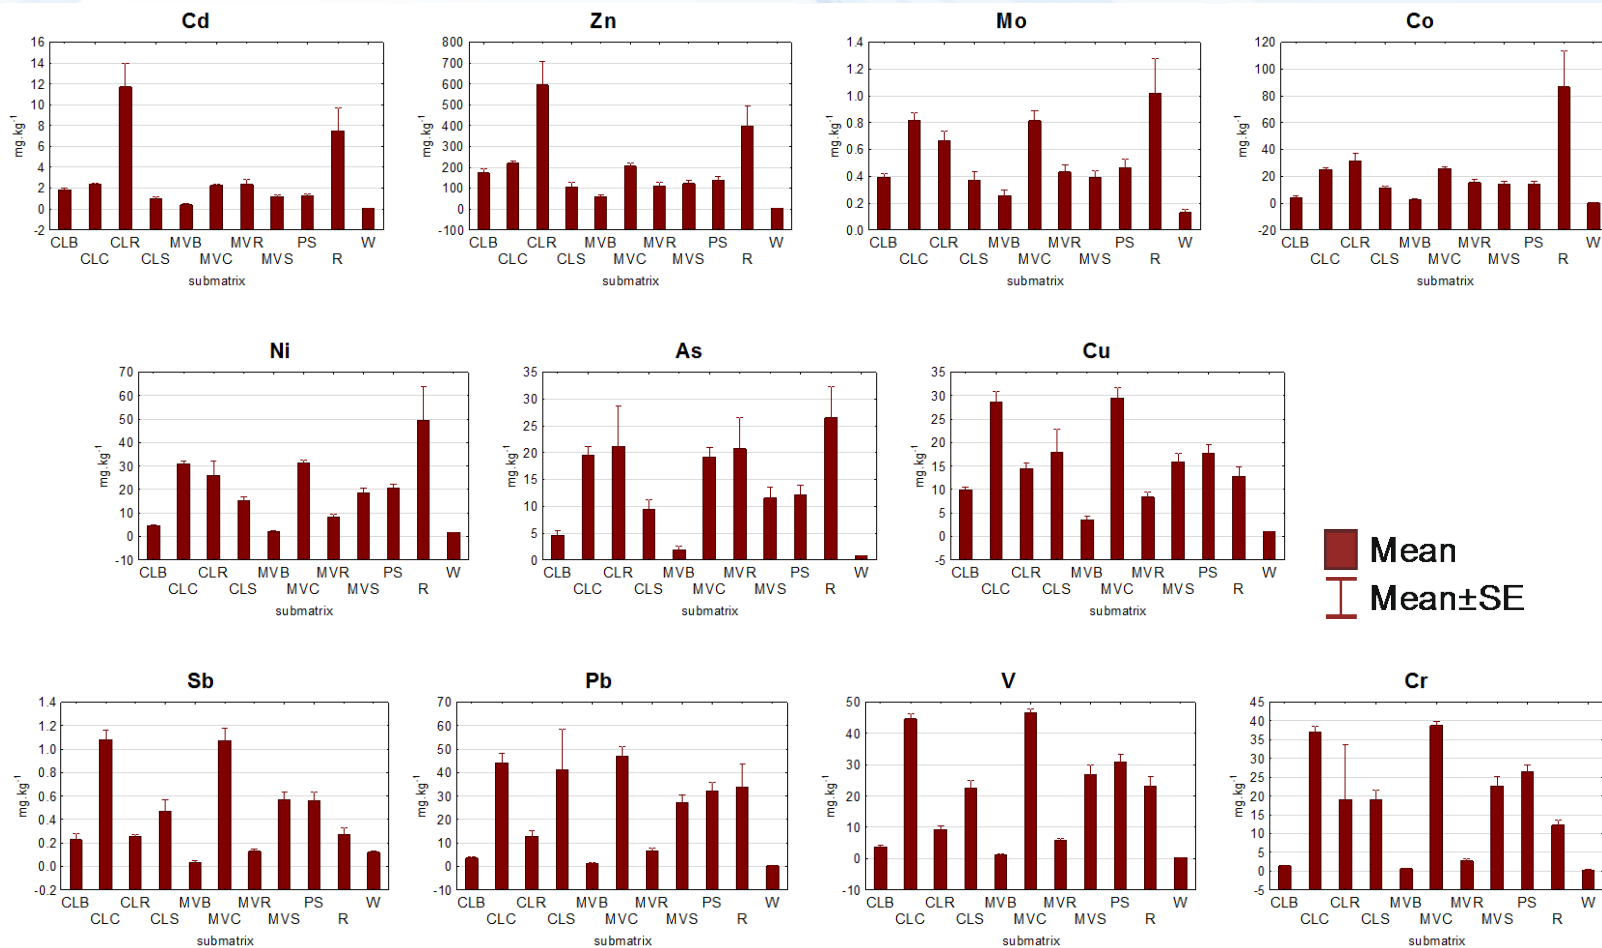 Cd
Zn
Mo
Co
mg.kg-1
16
14
12
10
8
6
4
2
0
-2
CLB CLR MVB MVR PS W
CLC CLS MVC MVS R
submatrix
mg.kg-1
800
700
600
500
400
300
200
100
0
-100
CLB CLR MVB MVR PS W
CLC CLS MVC MVS R
submatrix
mg.kg-1
1.4
1.2
1.0
0.8
0.6
0.4
0.2
0.0
CLB CLR MVB MVR PS W
CLC CLS MVC MVS R
submatrix
mg.kg-1
120
100
80
60
40
20
0
-20
CLB CLR MVB MVR PS W
CLC CLS MVC MVS R
submatrix
Ni
As
Cu
mg.kg-1
70
60
50
40
30
20
10
0
-10
CLB CLR MVB MVR PS W
CLC CLS MVC MVS R
submatrix
mg.kg-1
35
30
25
20
15
10
5
0
CLB CLR MVB MVR PS W
CLC CLS MVC MVS R
submatrix
mg.kg-1
35
30
25
20
15
10
5
0
-5
CLB CLR MVB MVR PS W
CLC CLS MVC MVS R
submatrix
Mean
Mean±SE
Sb
Pb
V
Cr
mg.kg-1
1.4
1.2
1.0
0.8
0.6
0.4
0.2
0.0
-0.2
CLB CLR MVB MVR PS W
CLC CLS MVC MVS R
submatrix
mg.kg-1
70
60
50
40
30
20
10
0
-10
CLB CLR MVB MVR PS W
CLC CLS MVC MVS R
submatrix
mg.kg-1
50
40
30
20
10
0
-10
CLB CLR MVB MVR PS W
CLC CLS MVC MVS R
submatrix
mg.kg-1
45
40
35
30
25
20
15
10
5
0
-5
CLB CLR MVB MVR PS W
CLC CLS MVC MVS R
submatrix